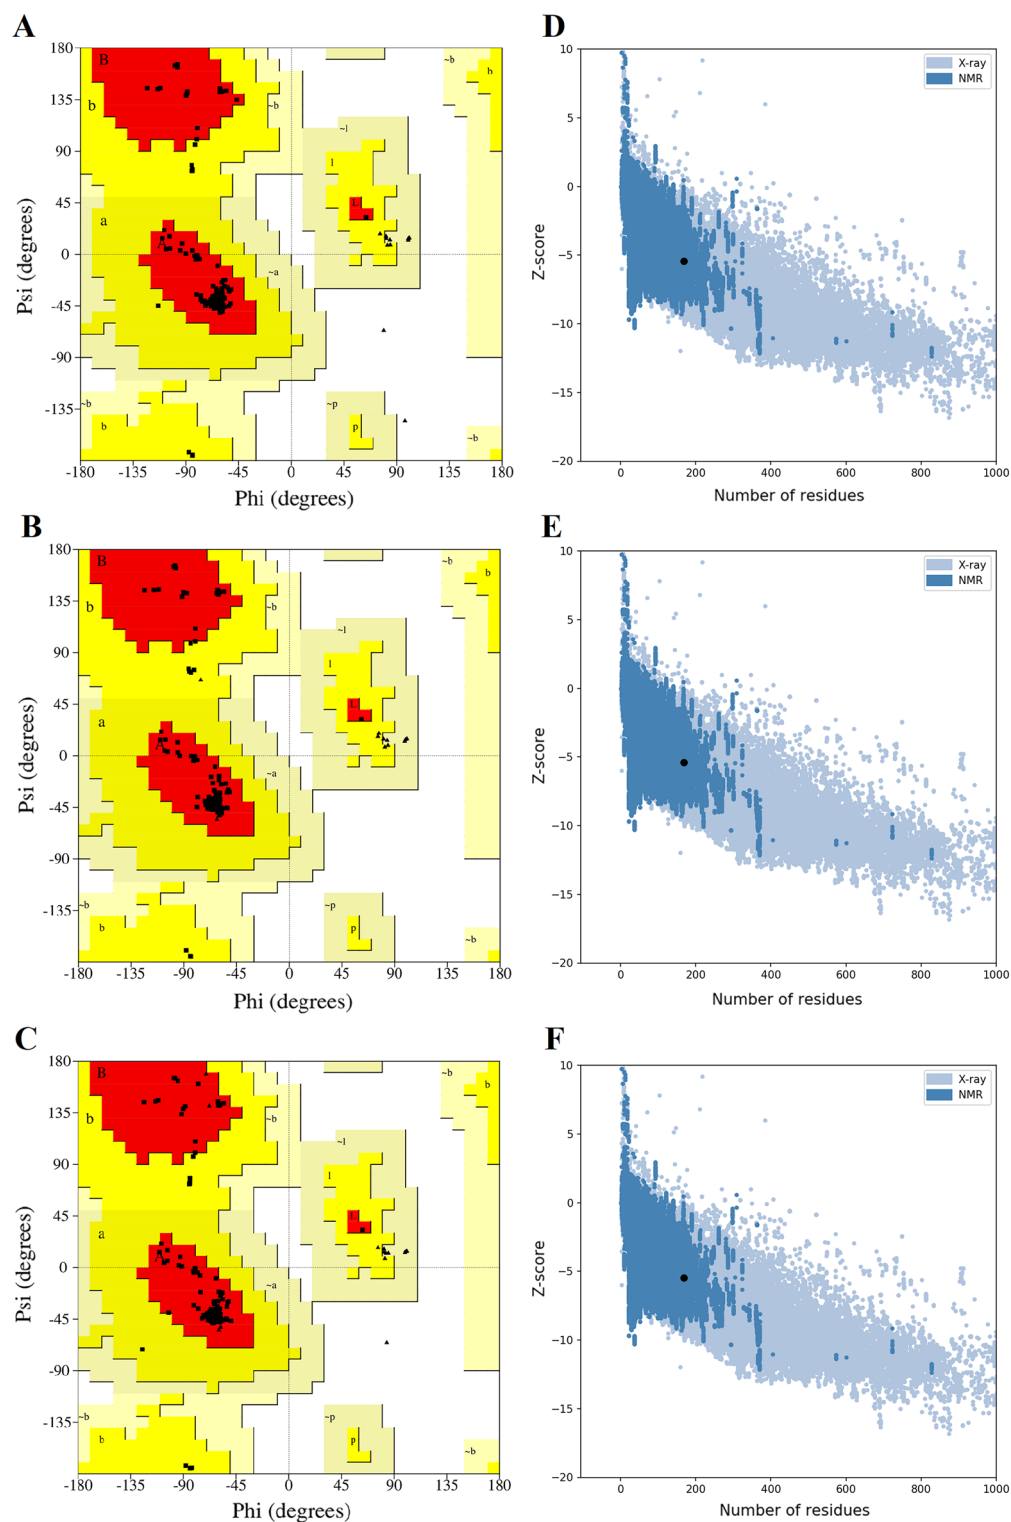 A
180
135
90
45
0
-45
-90
-135
-180
-135
-90
-45
0
45
90
135
180
Psi (degrees)
Phi (degrees)
B
b
~b
~b
b
a
A
~a
~l
l
L
~b
b
~p
p
~b
D
X-ray
NMR
10
5
0
−5
−10
−15
−20
0
200
400
600
800
1000
Z-score
Number of residues
B
180
135
90
45
0
-45
-90
-135
-180
-135
-90
-45
0
45
90
135
180
Psi (degrees)
Phi (degrees)
B
b
~b
~b
b
a
A
~a
~l
l
L
~b
b
~p
p
~b
E
X-ray
NMR
10
5
0
−5
−10
−15
−20
0
200
400
600
800
1000
Z-score
Number of residues
C
180
135
90
45
0
-45
-90
-135
-180
-135
-90
-45
0
45
90
135
180
Psi (degrees)
Phi (degrees)
B
b
~b
~b
b
a
A
~a
~l
l
L
~b
b
~p
p
~b
F
X-ray
NMR
10
5
0
−5
−10
−15
−20
0
200
400
600
800
1000
Z-score
Number of residues